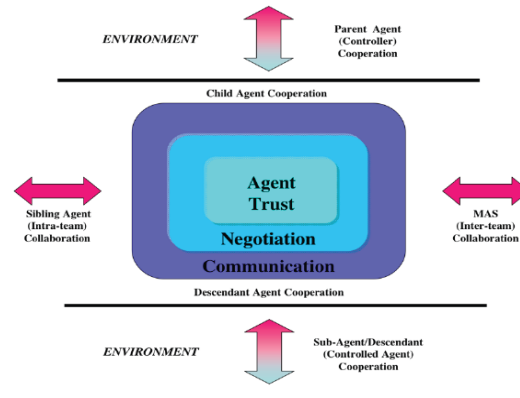 ENVIRONMENT
Parent Agent
(Controller)
Cooperation
Child Agent Cooperation
Agent
Trust
Negotiation
Communication
Sibling Agent
(Intra-team)
Collaboration
MAS
(Inter-team)
Collaboration
Descendant Agent Cooperation
ENVIRONMENT
Sub-Agent/Descendant
(Controlled Agent)
Cooperation